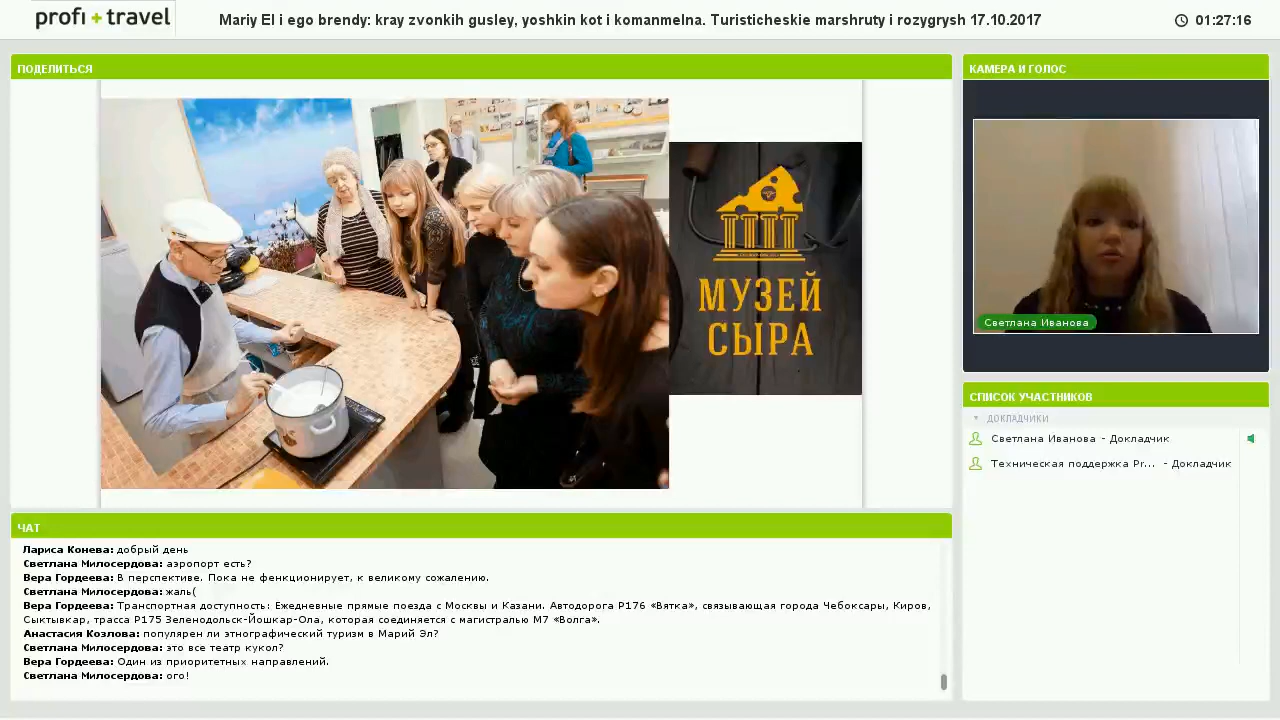 profi + travel
Mariy El i ego brendy: kray zvonkih gusley, yoshkin kot i komanmelna. Turisticheskie marshruty i rozygrysh 17.10.2017
01:27:16
ПОДЕЛИТЬСЯ
МУЗЕЙ
СЫРА
КАМЕРА И ГОЛОС
Светлана Иванова
СПИСОК УЧАСТНИКОВ
ДОКЛАДЧИКИ
Светлана Иванова - Докладчик
Техническая поддержка Pr... - Докладчик
ЧАТ
Лариса Конева: добрый день
Светлана Милосердова: аэропорт есть?
Вера Гордеева: В перспективе. Пока не фенкционирует, к великому сожалению.
Светлана Милосердова: жаль(
Вера Гордеева: Транспортная доступность: Ежедневные прямые поезда с Москвы и Казани. Автодорога Р176 «Вятка», связывающая города Чебоксары, Киров,
Сыктывкар, трасса Р175 Зеленодольск-Йошкар-Ола, которая соединяется с магистралью М7 «Волга».
Анастасия Козлова: популярен ли этнографический туризм в Марий Эл?
Светлана Милосердова: это все театр кукол?
Вера Гордеева: Один из приоритетных направлений.
Светлана Милосердова: ого!